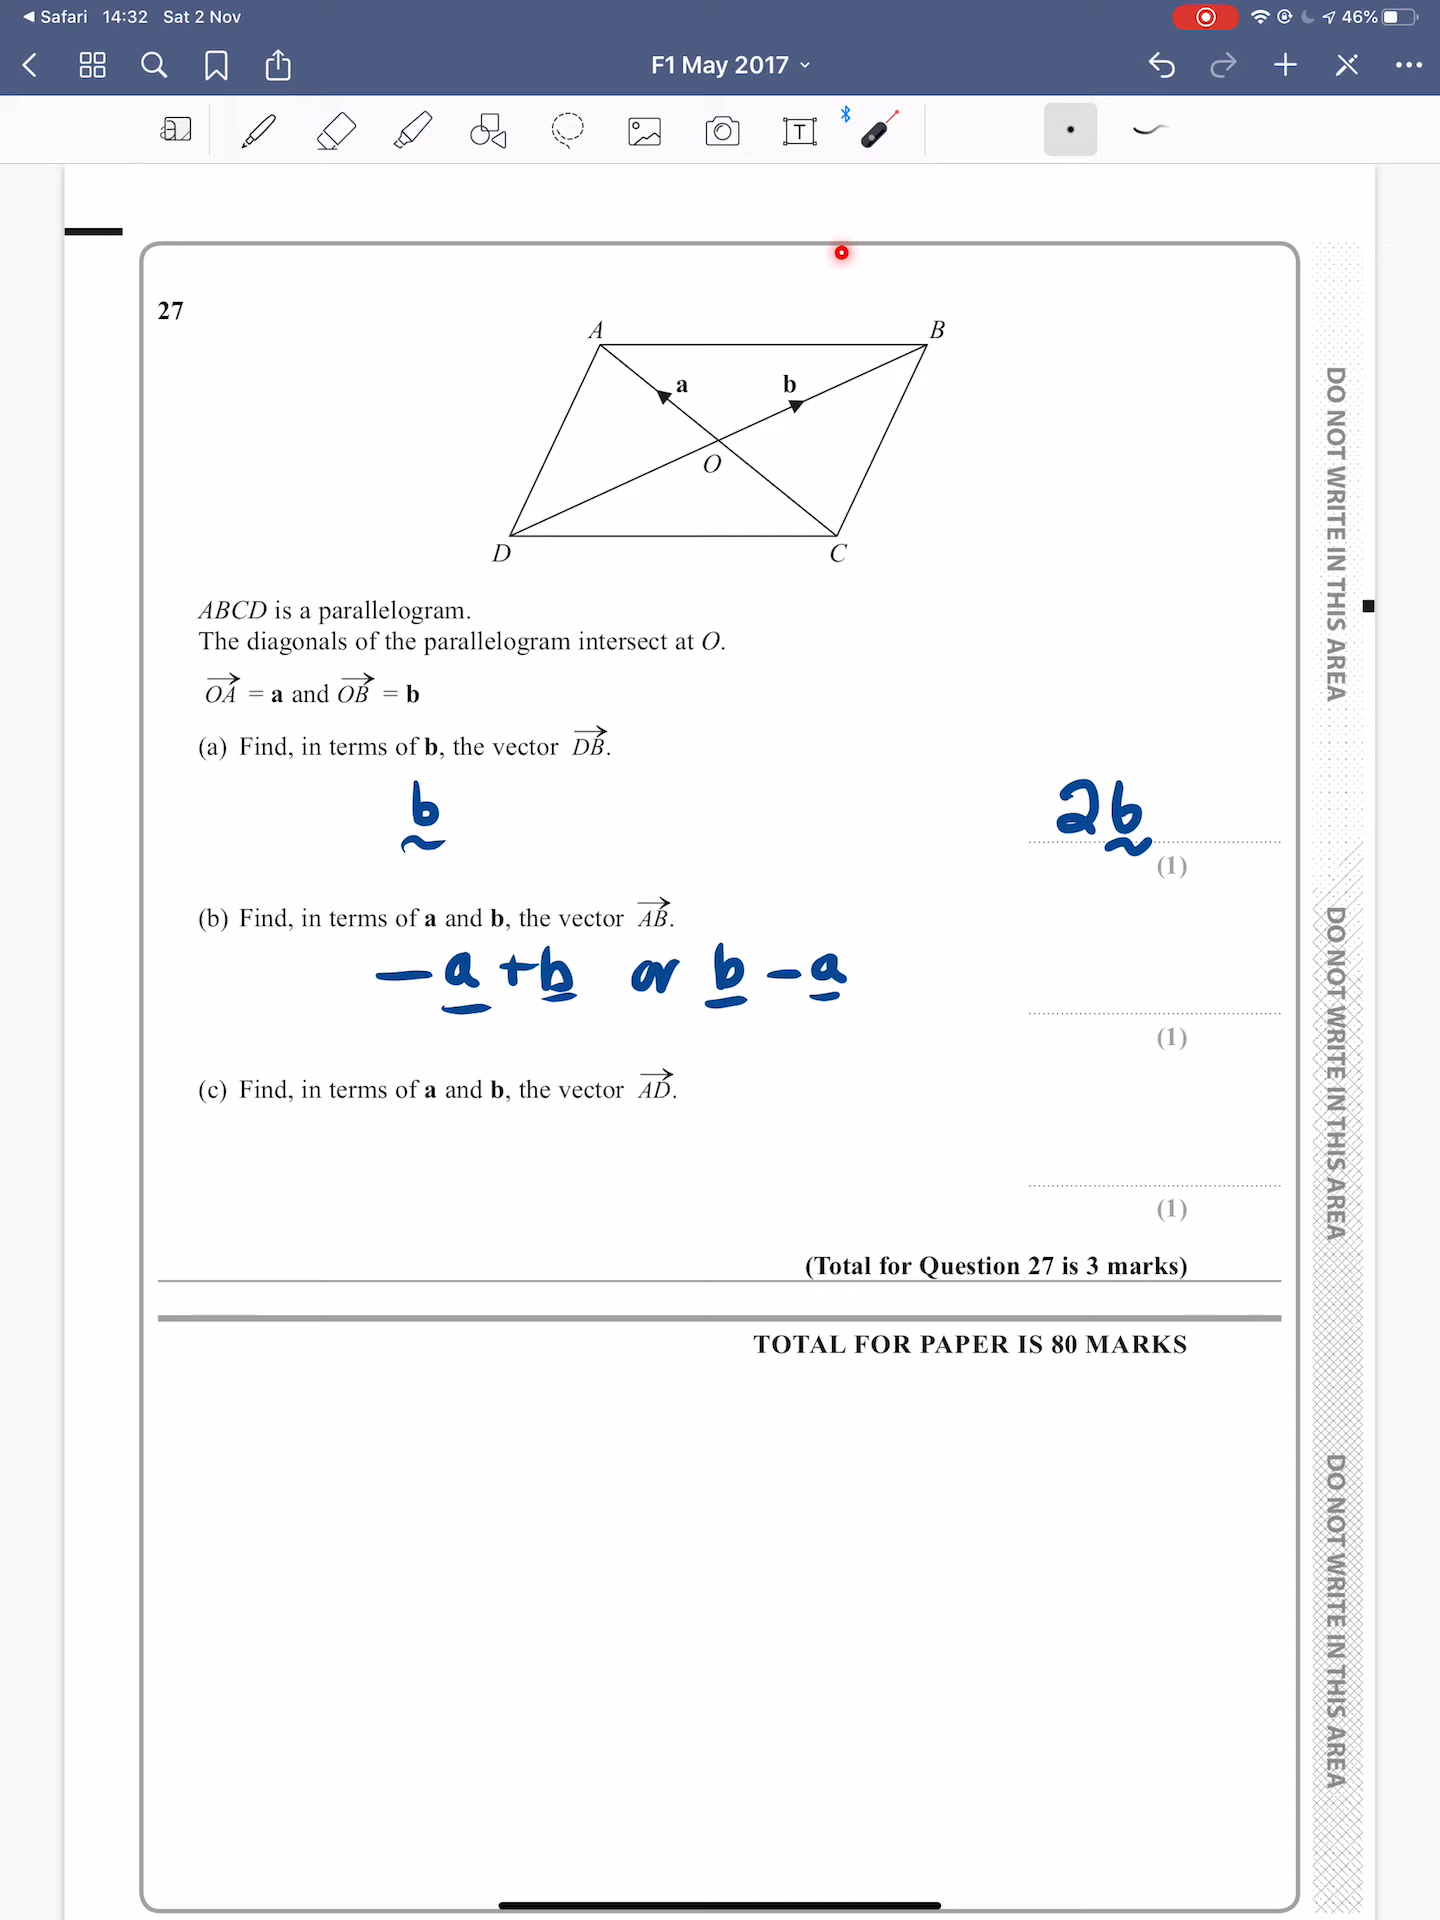 Safari 14:32 Sat 2 Nov 46%
F1 May 2017
27
A B
a b
O
D C
ABCD is a parallelogram.
The diagonals of the parallelogram intersect at O.
OA = a and OB = b
(a) Find, in terms of b, the vector DB.
b
2b
(1)
(b) Find, in terms of a and b, the vector AB.
-a + b or b - a
(1)
(c) Find, in terms of a and b, the vector AD.
(1)
(Total for Question 27 is 3 marks)
TOTAL FOR PAPER IS 80 MARKS
DO NOT WRITE IN THIS AREA
DO NOT WRITE IN THIS AREA
DO NOT WRITE IN THIS AREA